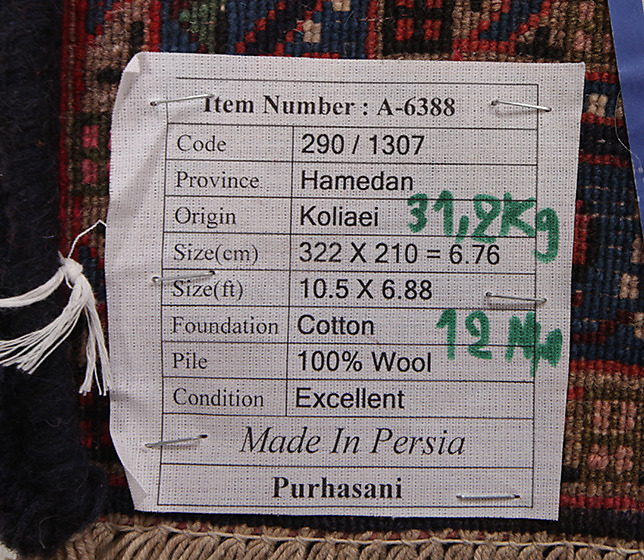 Item Number : A-6388
Code 290 / 1307
Province Hamedan
Origin Koliaei 31,2Kg
Size(cm) 322 X 210 = 6.76
Size(ft) 10.5 X 6.88
Foundation Cotton 12
Pile 100% Wool
Condition Excellent
Made In Persia
Purhasani